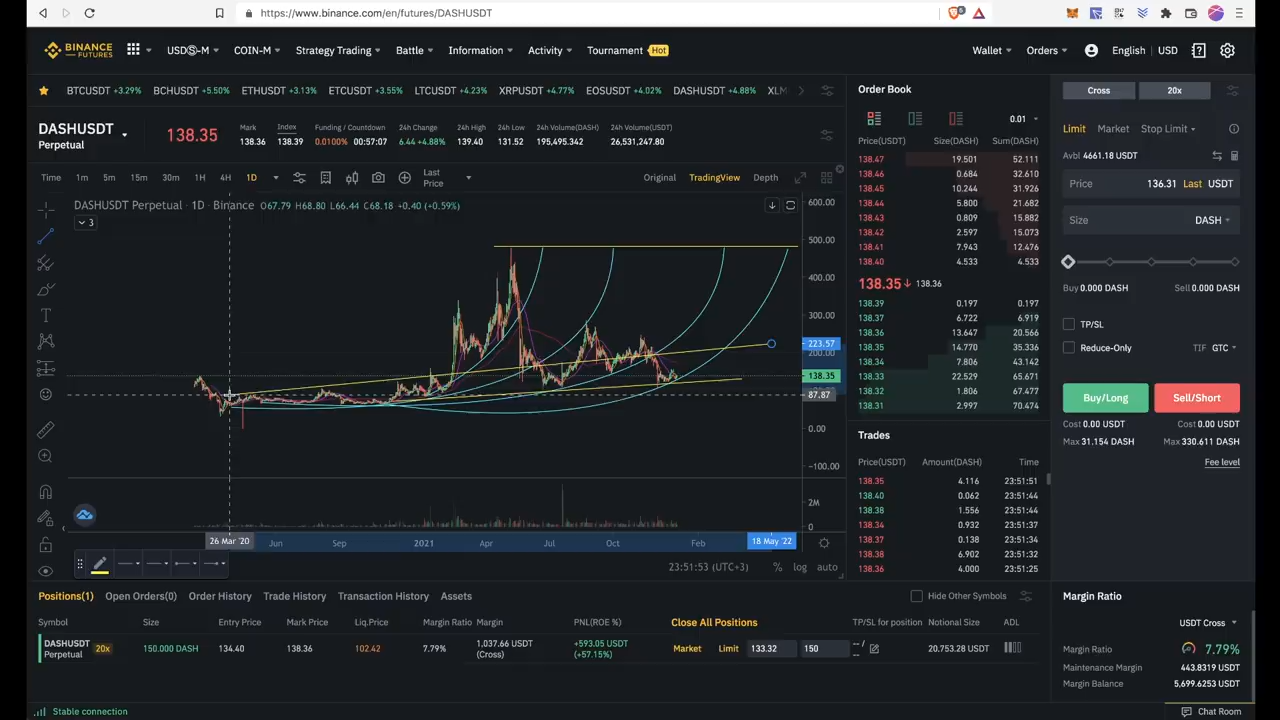 https://www.binance.com/en/futures/DASHUSDT
BINANCE FUTURES USDⓈ-M COIN-M Strategy Trading Battle Information Activity Tournament Hot Wallet Orders English USD
BTCUSDT +3.29% BCHUSDT +5.50% ETHUSDT +3.13% ETCUSDT +3.55% LTCUSDT +4.23% XRPUSDT +4.77% EOSUSDT +4.02% DASHUSDT +4.88% XLM
DASHUSDT
Perpetual
138.35
Mark Index Funding / Countdown 24h Change 24h High 24h Low 24h Volume(DASH) 24h Volume(USDT)
138.36 138.39 0.0100% 00:57:07 6.44 +4.88% 139.40 131.52 195,495.342 26,531,247.80
Time 1m 5m 15m 30m 1H 4H 1D Last Price Original TradingView Depth
DASHUSDT Perpetual · 1D · Binance O67.79 H68.80 L66.44 C68.18 +0.40 (+0.59%)
3
600.00
500.00
400.00
300.00
223.57
200.00
138.35
87.87
0.00
-100.00
2M
0
26 Mar '20 Jun Sep 2021 Apr Jul Oct Feb 18 May '22
23:51:53 (UTC+3) % log auto
Order Book
0.01
Price(USDT) Size(DASH) Sum(DASH)
138.47 19.501 52.111
138.46 0.684 32.610
138.45 10.244 31.926
138.44 5.800 21.682
138.43 0.809 15.882
138.42 2.597 15.073
138.41 7.943 12.476
138.40 4.533 4.533
138.35 138.36
138.39 0.197 0.197
138.37 6.722 6.919
138.36 13.647 20.566
138.35 14.770 35.336
138.34 7.806 43.142
138.33 22.529 65.671
138.32 1.806 67.477
138.31 2.997 70.474
Trades
Price(USDT) Amount(DASH) Time
138.35 4.116 23:51:51
138.40 0.062 23:51:44
138.38 1.556 23:51:44
138.34 0.932 23:51:37
138.37 0.138 23:51:34
138.38 6.902 23:51:32
138.36 4.000 23:51:25
Cross 20x
Limit Market Stop Limit
Avbl 4661.18 USDT
Price 136.31 Last USDT
Size DASH
Buy 0.000 DASH Sell 0.000 DASH
TP/SL
Reduce-Only TIF GTC
Buy/Long Sell/Short
Cost 0.00 USDT Cost 0.00 USDT
Max 31.154 DASH Max 330.611 DASH
Fee level
Positions(1) Open Orders(0) Order History Trade History Transaction History Assets Hide Other Symbols
Symbol Size Entry Price Mark Price Liq.Price Margin Ratio Margin PNL(ROE %) Close All Positions TP/SL for position Notional Size ADL
DASHUSDT Perpetual 20x 150.000 DASH 134.40 138.36 102.42 7.79% 1,037.66 USDT (Cross) +593.05 USDT (+57.15%) Market Limit 133.32 150 -- / -- 20,753.28 USDT
Margin Ratio
USDT Cross
Margin Ratio 7.79%
Maintenance Margin 443.8319 USDT
Margin Balance 5,699.6253 USDT
Stable connection Chat Room